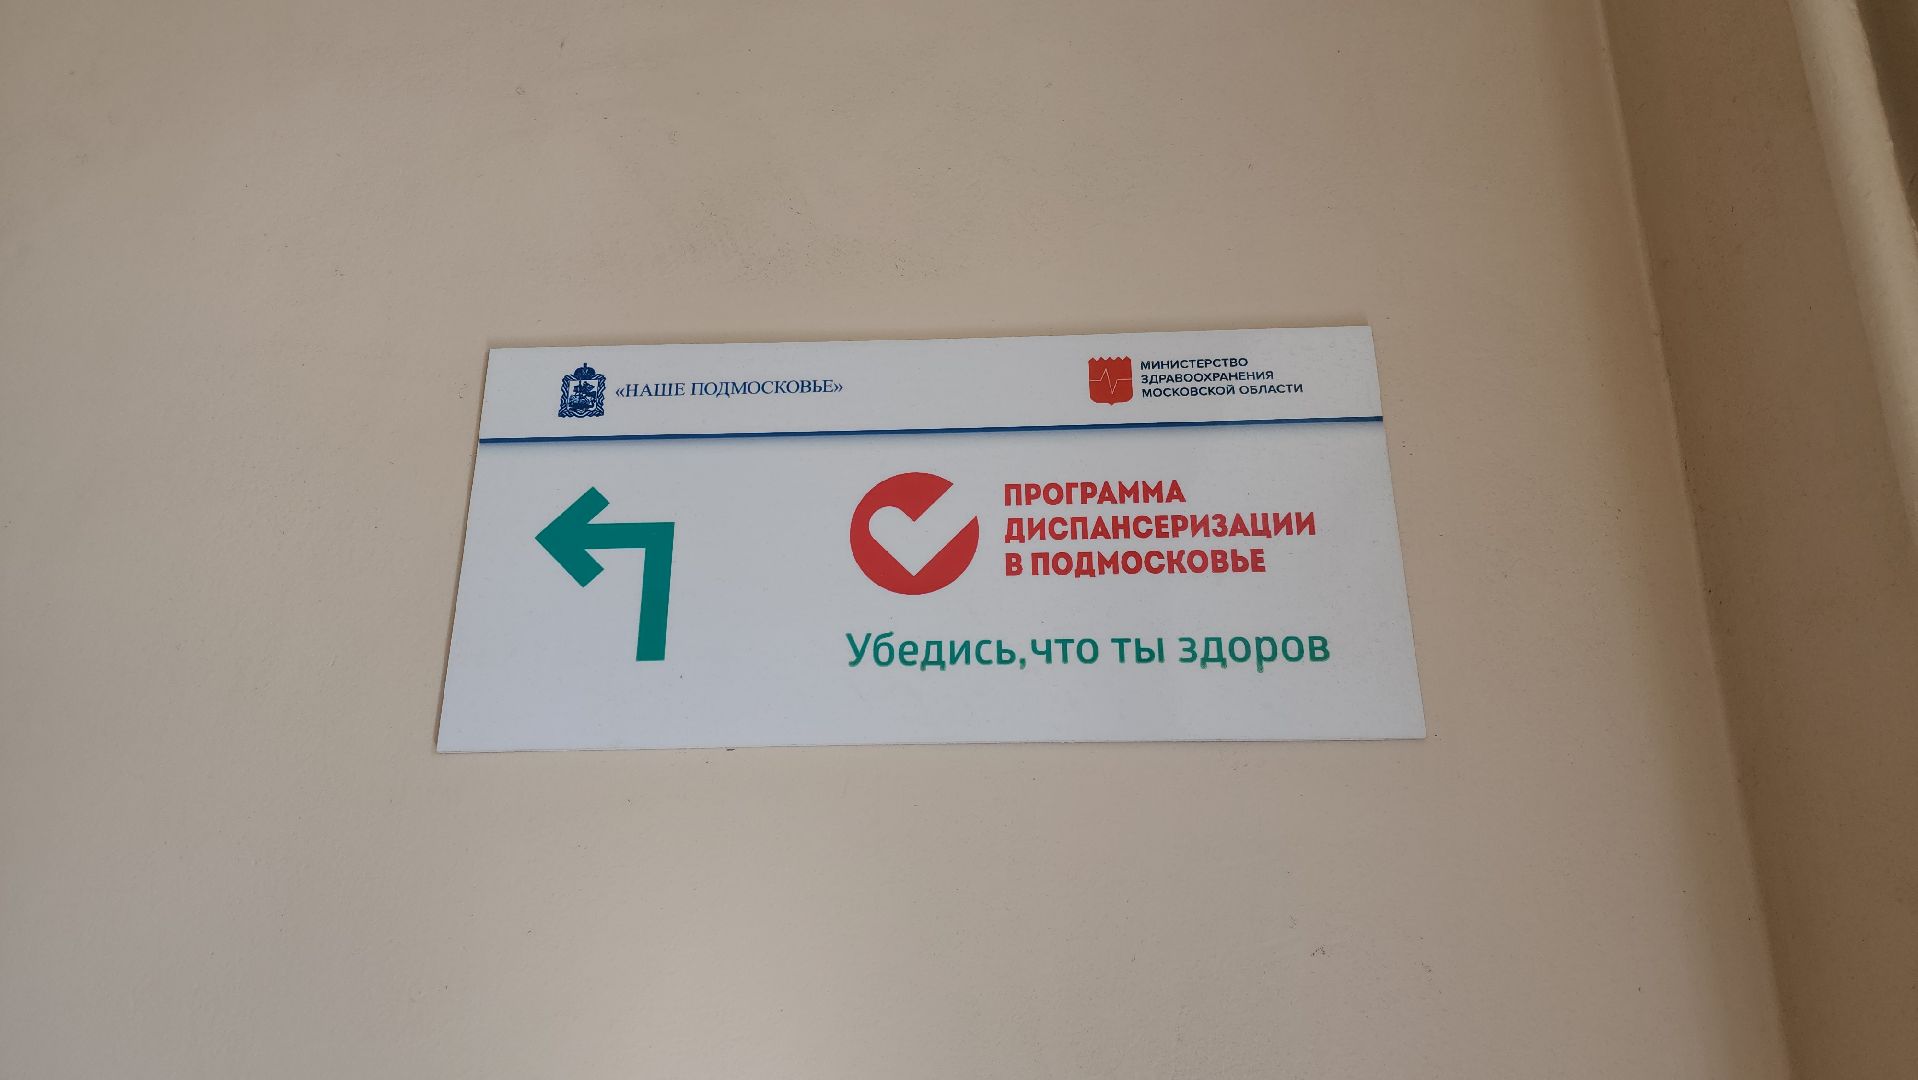 «НАШЕ ПОДМОСКОВЬЕ»
МИНИСТЕРСТВО
ЗДРАВООХРАНЕНИЯ
МОСКОВСКОЙ ОБЛАСТИ
ПРОГРАММА
ДИСПАНСЕРИЗАЦИИ
В ПОДМОСКОВЬЕ
Убедись,что ты здоров